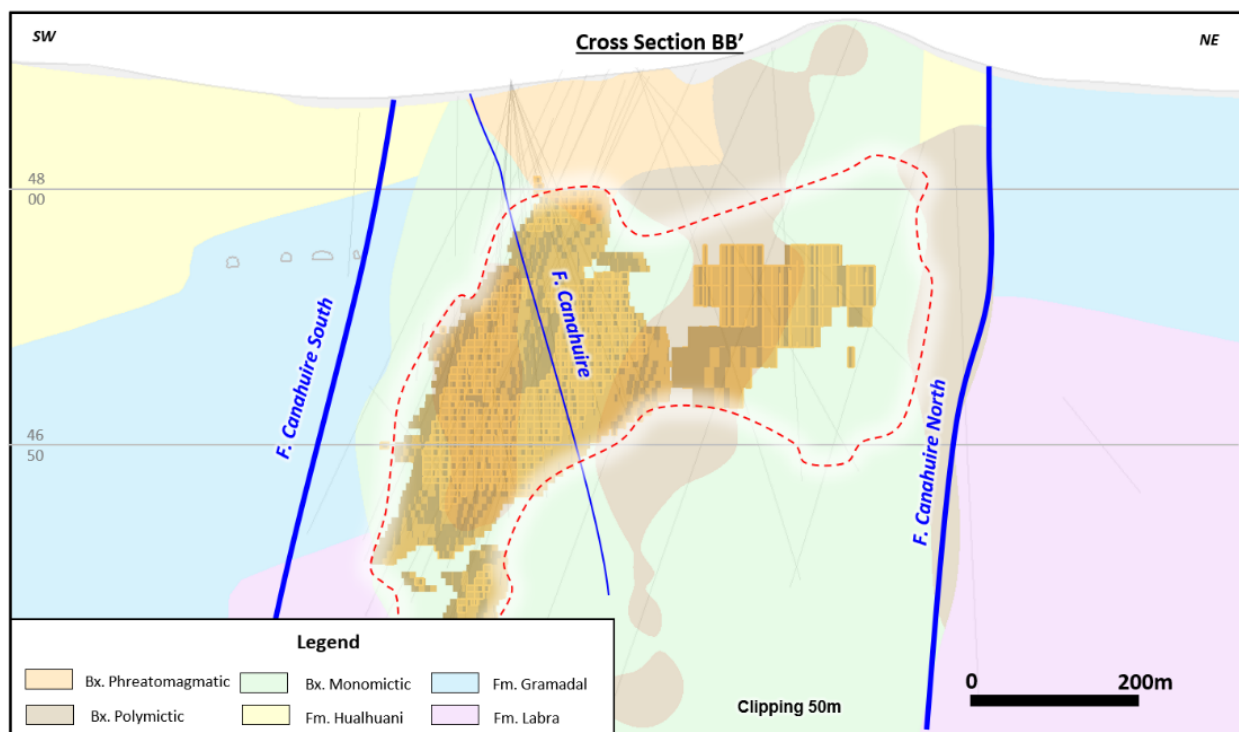 SW
Cross Section BB’
NE
48
00
F. Canahuire South
F. Canahuire
F. Canahuire North
46
50
Legend
Bx. Phreatomagmatic
Bx. Monomictic
Fm. Gramadal
Bx. Polymictic
Fm. Hualhuani
Fm. Labra
Clipping 50m
0
200m